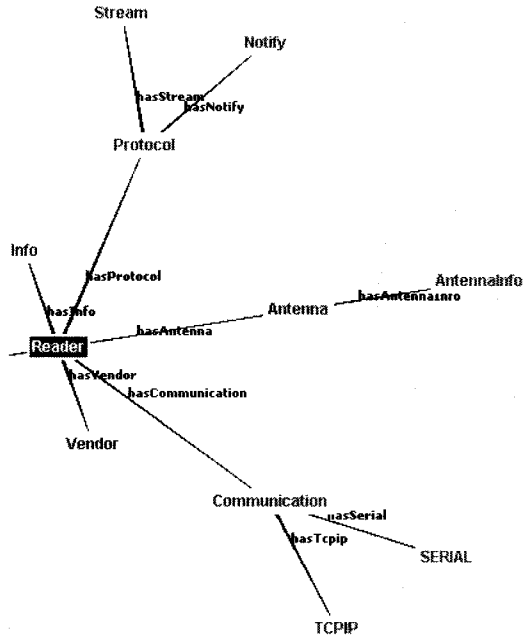 Stream
Notify
hasStream
hasNotify
Protocol
Info
hasProtocol
AntennaInfo
hasAntennaInfo
hasInfo
Antenna
hasAntenna
Reader
hasVendor
hasCommunication
Vendor
Communication
hasSerial
hasTcpip
SERIAL
TCPIP